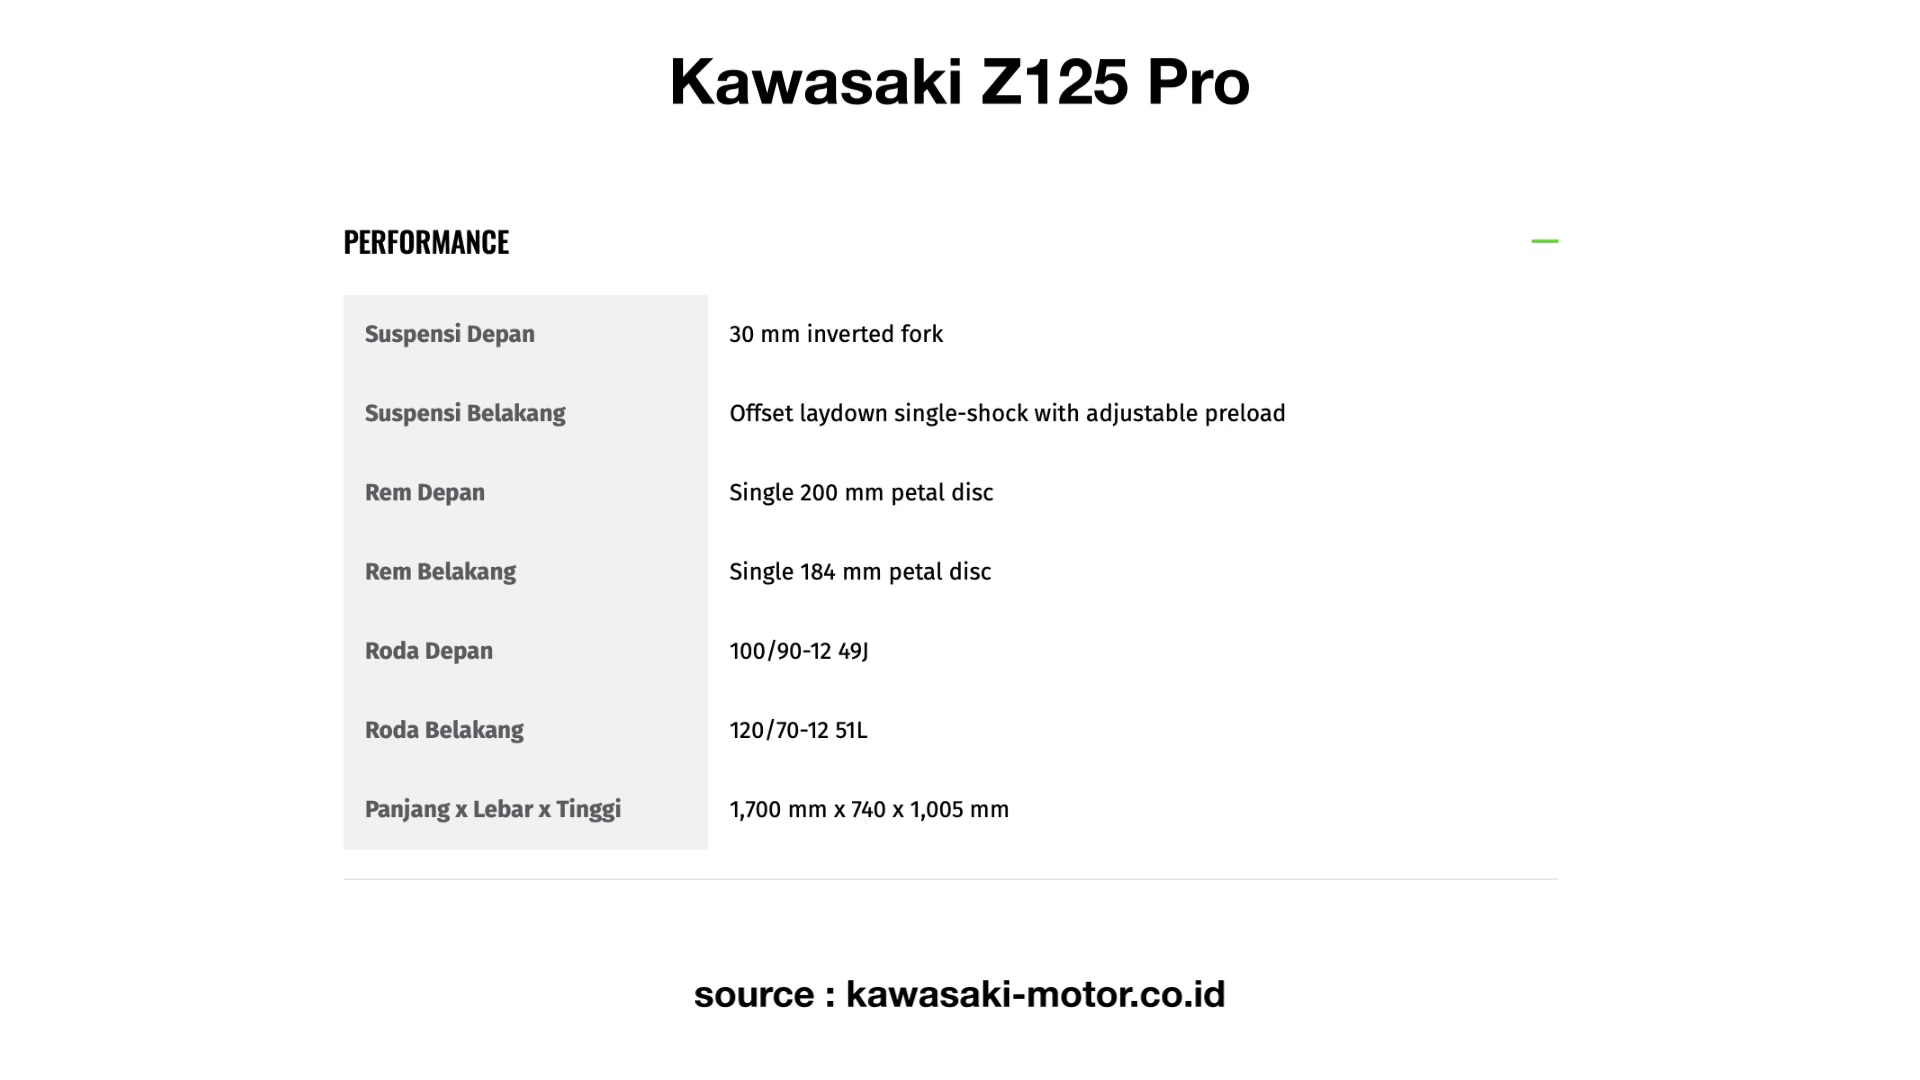 Kawasaki Z125 Pro
PERFORMANCE
Suspensi Depan 30 mm inverted fork
Suspensi Belakang Offset laydown single-shock with adjustable preload
Rem Depan Single 200 mm petal disc
Rem Belakang Single 184 mm petal disc
Roda Depan 100/90-12 49J
Roda Belakang 120/70-12 51L
Panjang x Lebar x Tinggi 1,700 mm x 740 x 1,005 mm
source : kawasaki-motor.co.id